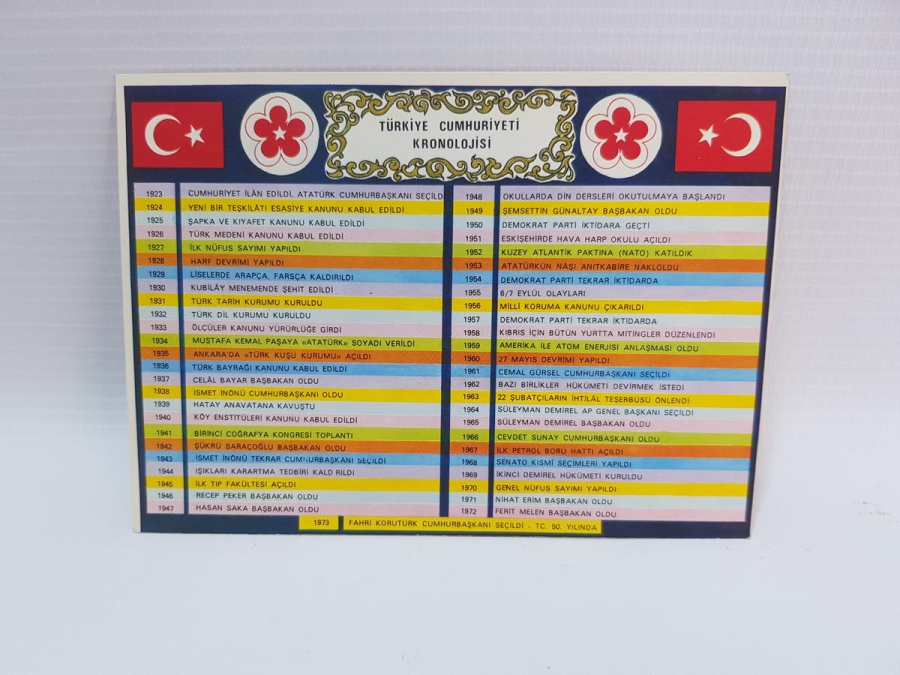 TÜRKİYE CUMHURİYETİ
KRONOLOJİSİ
1923 CUMHURİYET İLÂN EDİLDİ, ATATÜRK CUMHURBAŞKANI SEÇİLDİ
1924 YENİ BİR TEŞKİLÂTI ESASİYE KANUNU KABUL EDİLDİ
1925 ŞAPKA VE KIYAFET KANUNU KABUL EDİLDİ
1926 TÜRK MEDENİ KANUNU KABUL EDİLDİ
1927 İLK NÜFUS SAYIMI YAPILDI
1928 HARF DEVRİMİ YAPILDI
1929 LİSELERDE ARAPÇA, FARSÇA KALDIRILDI
1930 KUBİLÂY MENEMENDE ŞEHİT EDİLDİ
1931 TÜRK TARİH KURUMU KURULDU
1932 TÜRK DİL KURUMU KURULDU
1933 ÖLÇÜLER KANUNU YÜRÜRLÜĞE GİRDİ
1934 MUSTAFA KEMAL PAŞAYA «ATATÜRK» SOYADI VERİLDİ
1935 ANKARA'DA «TÜRK KUŞU KURUMU» AÇILDI
1936 TÜRK BAYRAĞI KANUNU KABUL EDİLDİ
1937 CELÂL BAYAR BAŞBAKAN OLDU
1938 İSMET İNÖNÜ CUMHURBAŞKANI OLDU
1939 HATAY ANAVATANA KAVUŞTU
1940 KÖY ENSTİTÜLERİ KANUNU KABUL EDİLDİ
1941 BİRİNCİ COĞRAFYA KONGRESİ TOPLANTI
1942 ŞÜKRÜ SARAÇOĞLU BAŞBAKAN OLDU
1943 İSMET İNÖNÜ TEKRAR CUMHURBAŞKANI SEÇİLDİ
1944 IŞIKLARI KARARTMA TEDBİRİ KALDIRILDI
1945 İLK TIP FAKÜLTESİ AÇILDI
1946 RECEP PEKER BAŞBAKAN OLDU
1947 HASAN SAKA BAŞBAKAN OLDU
1948 OKULLARDA DİN DERSLERİ OKUTULMAYA BAŞLANDI
1949 ŞEMSETTİN GÜNALTAY BAŞBAKAN OLDU
1950 DEMOKRAT PARTİ İKTİDARA GEÇTİ
1951 ESKİŞEHİRDE HAVA HARP OKULU AÇILDI
1952 KUZEY ATLANTİK PAKTINA (NATO) KATILDIK
1953 ATATÜRKÜN NÂŞI ANITKABİRE NAKLOLDU
1954 DEMOKRAT PARTİ TEKRAR İKTİDARDA
1955 6/7 EYLÜL OLAYLARI
1956 MİLLİ KORUMA KANUNU ÇIKARILDI
1957 DEMOKRAT PARTİ TEKRAR İKTİDARDA
1958 KIBRIS İÇİN BÜTÜN YURTTA MİTİNGLER DÜZENLENDİ
1959 AMERİKA İLE ATOM ENERJİSİ ANLAŞMASI OLDU
1960 27 MAYIS DEVRİMİ YAPILDI
1961 CEMAL GÜRSEL CUMHURBAŞKANI SEÇİLDİ
1962 BAZI BİRLİKLER HÜKÜMETİ DEVİRMEK İSTEDİ
1963 22 ŞUBATÇILARIN İHTİLÂL TEŞEBBÜSÜ ÖNLENDİ
1964 SÜLEYMAN DEMİREL AP GENEL BAŞKANI SEÇİLDİ
1965 SÜLEYMAN DEMİREL BAŞBAKAN OLDU
1966 CEVDET SUNAY CUMHURBAŞKANI OLDU
1967 İLK PETROL BORU HATTI AÇILDI
1968 SENATO KISMİ SEÇİMLERİ YAPILDI
1969 İKİNCİ DEMİREL HÜKÜMETİ KURULDU
1970 GENEL NÜFUS SAYIMI YAPILDI
1971 NİHAT ERİM BAŞBAKAN OLDU
1972 FERİT MELEN BAŞBAKAN OLDU
1973 FAHRİ KORUTÜRK CUMHURBAŞKANI SEÇİLDİ - TC. 50. YILINDA